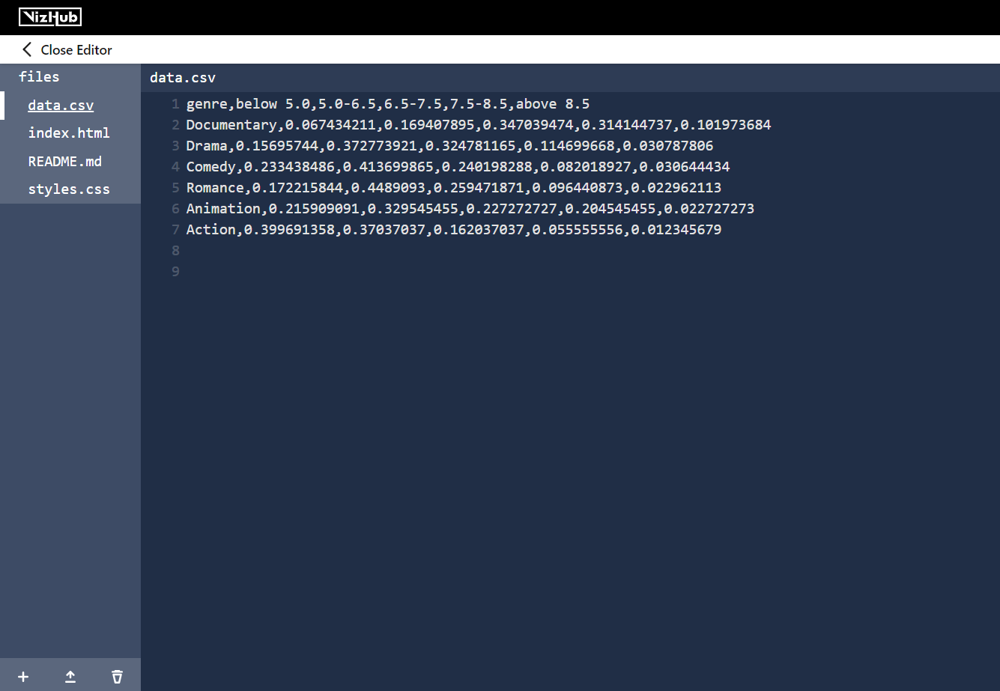 VizHub
Close Editor
files
data.csv
index.html
README.md
styles.css
data.csv
1 genre,below 5.0,5.0-6.5,6.5-7.5,7.5-8.5,above 8.5
2 Documentary,0.067434211,0.169407895,0.347039474,0.314144737,0.101973684
3 Drama,0.15695744,0.372773921,0.324781165,0.114699668,0.030787806
4 Comedy,0.233438486,0.413699865,0.240198288,0.082018927,0.030644434
5 Romance,0.172215844,0.4489093,0.259471871,0.096440873,0.022962113
6 Animation,0.215909091,0.329545455,0.227272727,0.204545455,0.022727273
7 Action,0.399691358,0.37037037,0.162037037,0.055555556,0.012345679
8
9